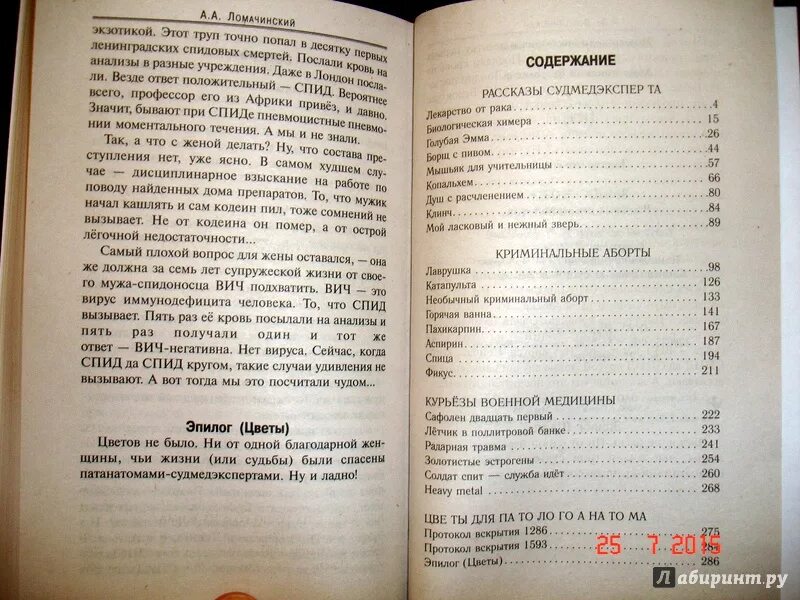 А.А. Ломачинский
экзотикой. Этот труп точно попал в десятку первых
ленинградских спидовых смертей. Послали кровь на
анализы в разные учреждения. Даже в Лондон посла-
ли. Везде ответ положительный — СПИД. Вероятнее
всего, профессор его из Африки привёз, и давно.
Значит, бывают при СПИДе пневмоцистные пневмо-
нии моментального течения. А мы и не знали.
Так, а что с женой делать? Ну, что состава пре-
ступления нет, уже ясно. В самом худшем слу-
чае — дисциплинарное взыскание на работе по
поводу найденных дома препаратов. То, что мужик
начал кашлять и сам кодеин пил, тоже сомнений не
вызывает. Не от кодеина он помер, а от острой
лёгочной недостаточности...
Самый плохой вопрос для жены оставался, — она
же должна за семь лет супружеской жизни от свое-
го мужа-спидоносца ВИЧ подхватить. ВИЧ — это
вирус иммунодефицита человека. То, что СПИД
вызывает. Пять раз её кровь посылали на анализы и
пять раз получали один и тот же
ответ — ВИЧ-негативна. Нет вируса. Сейчас, когда
СПИД да СПИД кругом, такие случаи удивления не
вызывают. А вот тогда мы это посчитали чудом...
Эпилог (Цветы)
Цветов не было. Ни от одной благодарной жен-
щины, чьи жизни (или судьбы) были спасены
патанатомами-судмедэкспертами. Ну и ладно!
СОДЕРЖАНИЕ
РАССКАЗЫ СУДМЕДЭКСПЕР ТА
Лекарство от рака 4
Биологическая химера 15
Голубая Эмма 26
Борщ с пивом 44
Мышьяк для учительницы 57
Копальхем 66
Душ с расчленением 80
Клинч 84
Мой ласковый и нежный зверь 89
КРИМИНАЛЬНЫЕ АБОРТЫ
Лаврушка 98
Катапульта 126
Необычный криминальный аборт 133
Горячая ванна 141
Пахикарпин 167
Аспирин 187
Спица 194
Фикус 211
КУРЬЁЗЫ ВОЕННОЙ МЕДИЦИНЫ
Сафолен двадцать первый 222
Лётчик в поллитровой банке 233
Радарная травма 241
Золотистые эстрогены 254
Солдат спит — служба идёт 260
Heavy metal 268
ЦВЕ ТЫ ДЛЯ ПА ТО ЛО ГО А НА ТО МА
Протокол вскрытия 1286 275
Протокол вскрытия 1593
Эпилог (Цветы) 286
25 7 2015
Лабиринт.ру